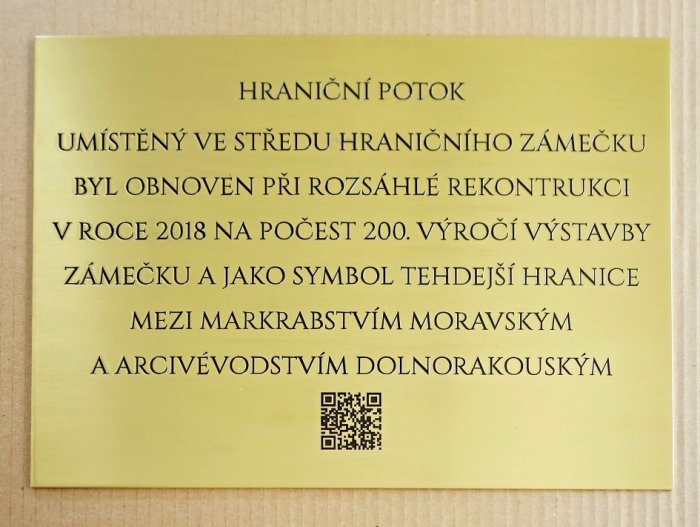 HRANIČNÍ POTOK
UMÍSTĚNÝ VE STŘEDU HRANIČNÍHO ZÁMEČKU
BYL OBNOVEN PŘI ROZSÁHLÉ REKONTRUKCI
V ROCE 2018 NA POČEST 200. VÝROČÍ VÝSTAVBY
ZÁMEČKU A JAKO SYMBOL TEHDEJŠÍ HRANICE
MEZI MARKRABSTVÍM MORAVSKÝM
A ARCIVÉVODSTVÍM DOLNORAKOUSKÝM